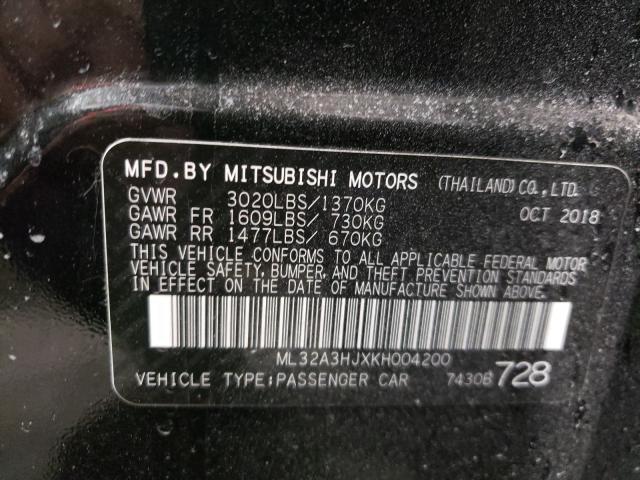 MFD.BY MITSUBISHI MOTORS (THAILAND)CO.,LTD.
GVWR 3020LBS/1370KG OCT 2018
GAWR FR 1609LBS/ 730KG
GAWR RR 1477LBS/ 670KG
THIS VEHICLE CONFORMS TO ALL APPLICABLE FEDERAL MOTOR
VEHICLE SAFETY, BUMPER, AND THEFT PREVENTION STANDARDS
IN EFFECT ON THE DATE OF MANUFACTURE SHOWN ABOVE.
ML32A3HJXKH004200
VEHICLE TYPE:PASSENGER CAR 7430B 728